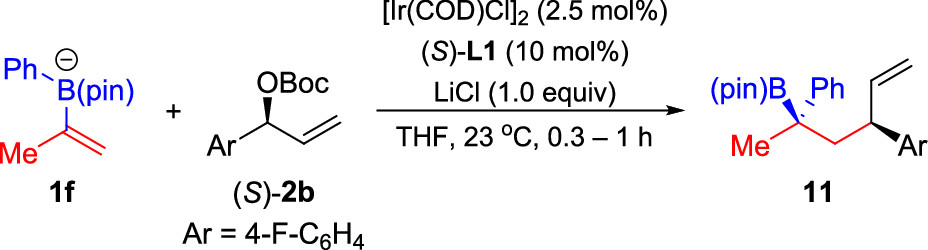 [Ir(COD)Cl]2 (2.5 mol%)
(S)-L1 (10 mol%)
LiCl (1.0 equiv)
THF, 23 °C, 0.3 – 1 h
Ph
B(pin)
Me
1f
+
OBoc
Ar
(S)-2b
Ar = 4-F-C6H4
(pin)B
Ph
Me
Ar
11